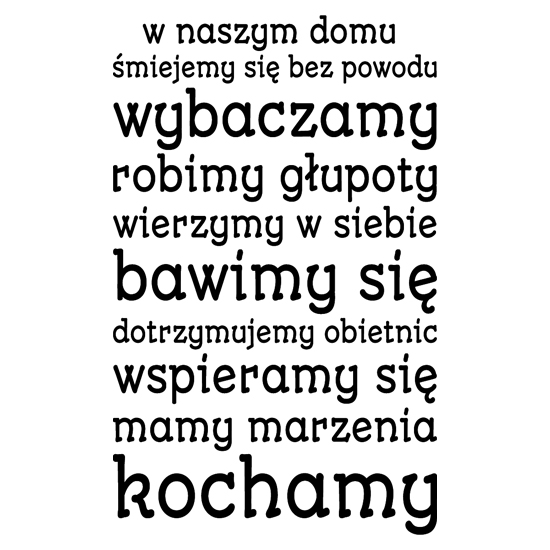 w naszym domu
śmiejemy się bez powodu
wybaczamy
robimy głupoty
wierzymy w siebie
bawimy się
dotrzymujemy obietnic
wspieramy się
mamy marzenia
kochamy